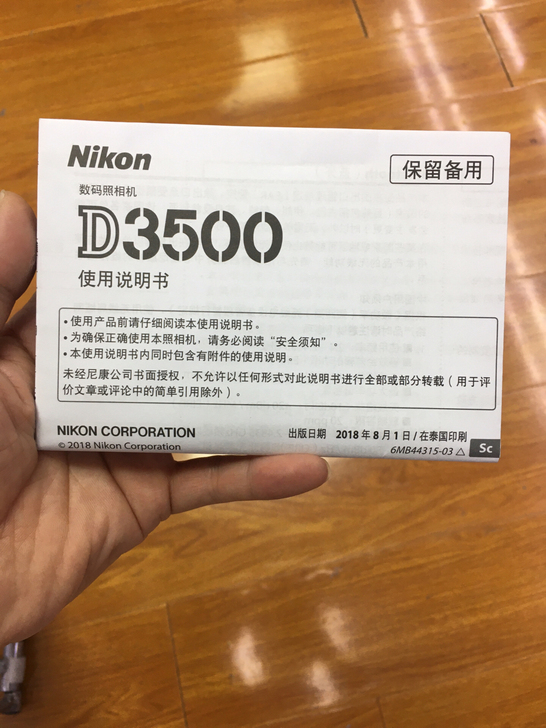 Nikon
保留备用
数码照相机
D3500
使用说明书
• 使用产品前请仔细阅读本使用说明书。
• 为确保正确使用本照相机，请务必阅读“安全须知”。
• 本使用说明书内同时包含有附件的使用说明。
未经尼康公司书面授权，不允许以任何形式对此说明书进行全部或部分转载（用于评
价文章或评论中的简单引用除外）。
NIKON CORPORATION
© 2018 Nikon Corporation
出版日期 2018 年 8 月 1 日 / 在泰国印刷
6MB44315-03 △
Sc